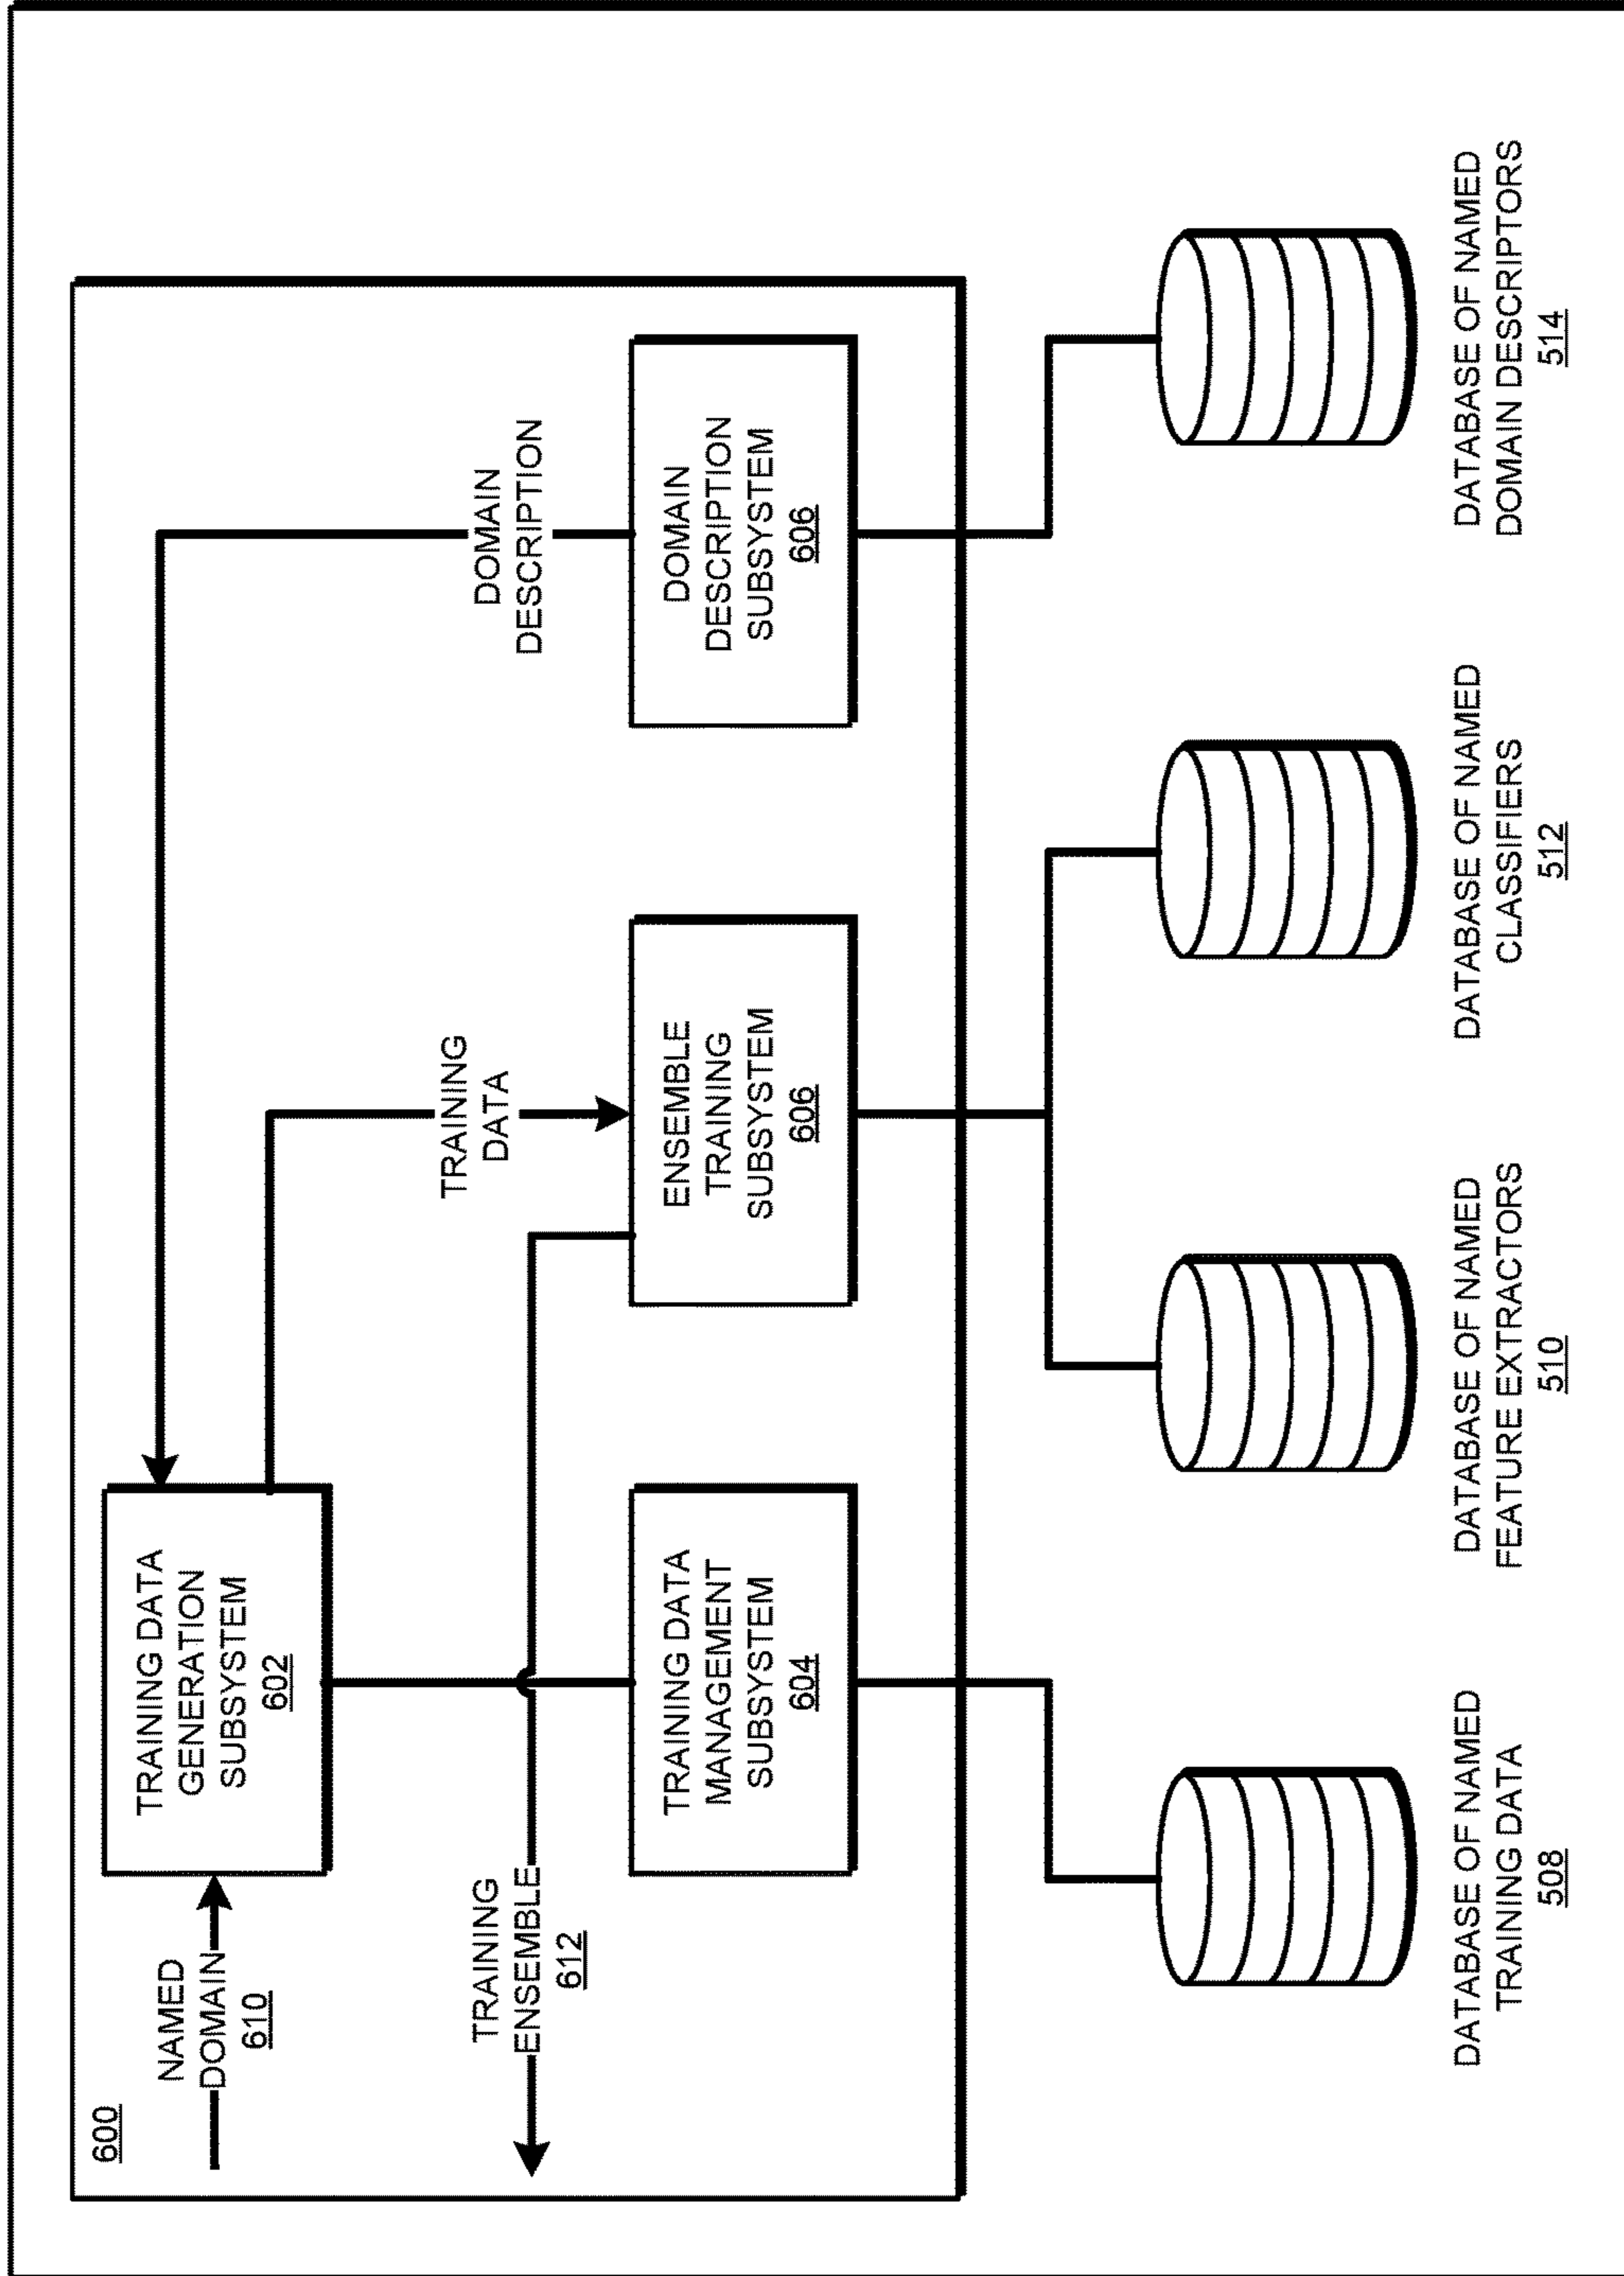 600
NAMED
DOMAIN
610
TRAINING DATA
GENERATION
SUBSYSTEM
602
TRAINING
ENSEMBLE
612
TRAINING
DATA
DOMAIN
DESCRIPTION
TRAINING DATA
MANAGEMENT
SUBSYSTEM
604
ENSEMBLE
TRAINING
SUBSYSTEM
606
DOMAIN
DESCRIPTION
SUBSYSTEM
606
DATABASE OF NAMED
TRAINING DATA
508
DATABASE OF NAMED
FEATURE EXTRACTORS
510
DATABASE OF NAMED
CLASSIFIERS
512
DATABASE OF NAMED
DOMAIN DESCRIPTORS
514